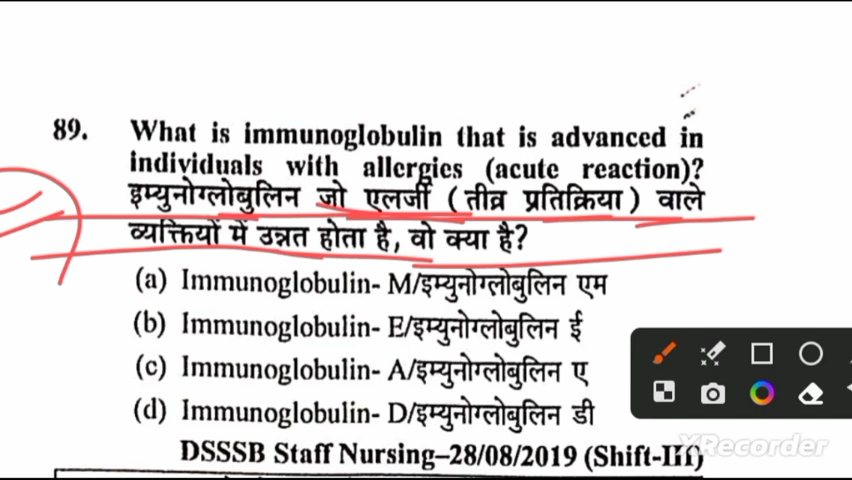 89. What is immunoglobulin that is advanced in
individuals with allergies (acute reaction)?
इम्युनोग्लोबुलिन जो एलर्जी (तीव्र प्रतिक्रिया) वाले
व्यक्तियों में उन्नत होता है, वो क्या है?
(a) Immunoglobulin- M/इम्युनोग्लोबुलिन एम
(b) Immunoglobulin- E/इम्युनोग्लोबुलिन ई
(c) Immunoglobulin- A/इम्युनोग्लोबुलिन ए
(d) Immunoglobulin- D/इम्युनोग्लोबुलिन डी
DSSSB Staff Nursing–28/08/2019 (Shift-III)
XRecorder